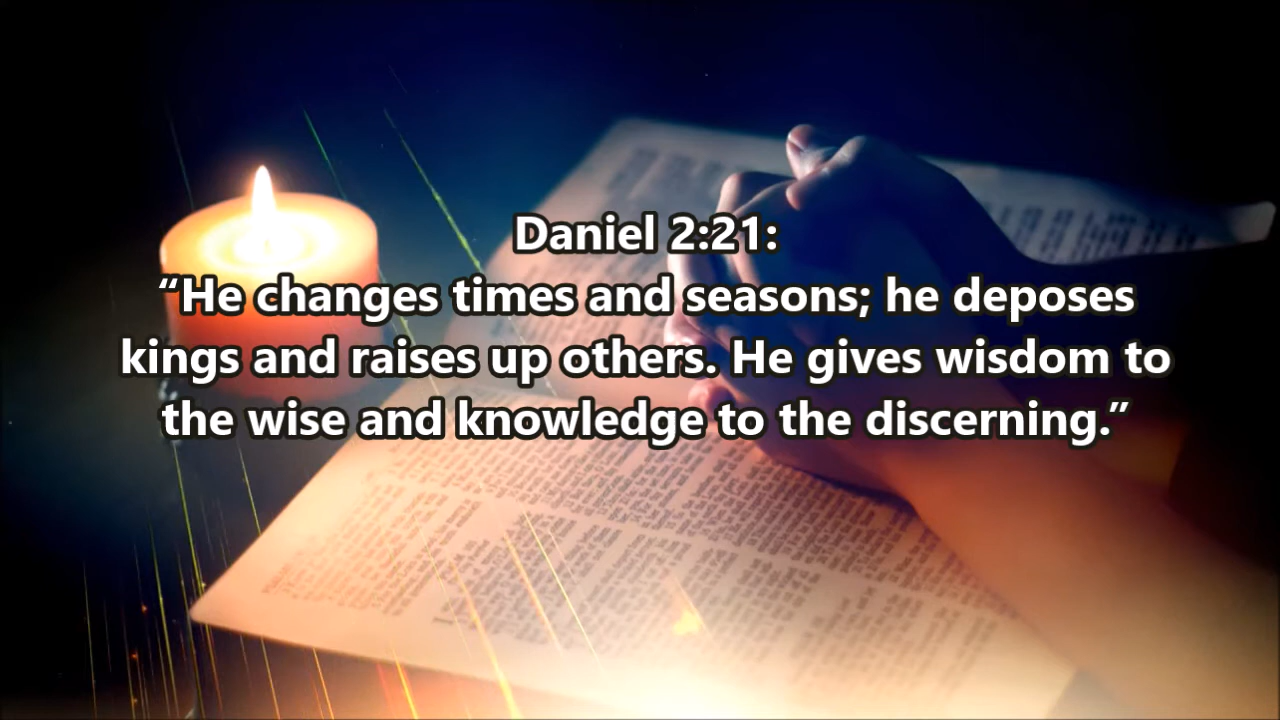 Daniel 2:21:
“He changes times and seasons; he deposes
kings and raises up others. He gives wisdom to
the wise and knowledge to the discerning.”